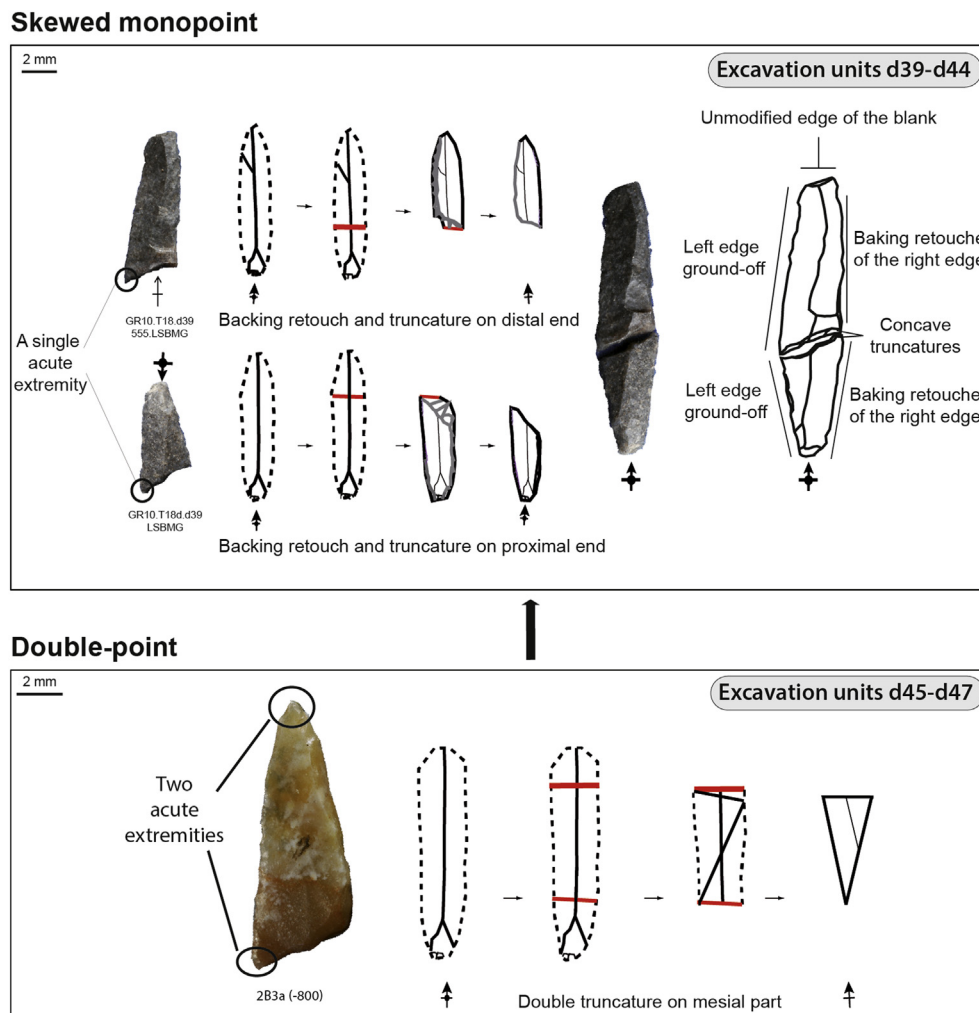 Skewed monopoint
2 mm
Excavation units d39-d44
Unmodified edge of the blank
Left edge
ground-off
Baking retouche
of the right edge
GR10.T18.d39
555.LSBMG
Backing retouch and truncature on distal end
A single
acute
extremity
Concave
truncatures
Left edge
ground-off
Baking retouche
of the right edge
GR10.T18d.d39
LSBMG
Backing retouch and truncature on proximal end
Double-point
2 mm
Excavation units d45-d47
Two
acute
extremities
2B3a (-800)
Double truncature on mesial part